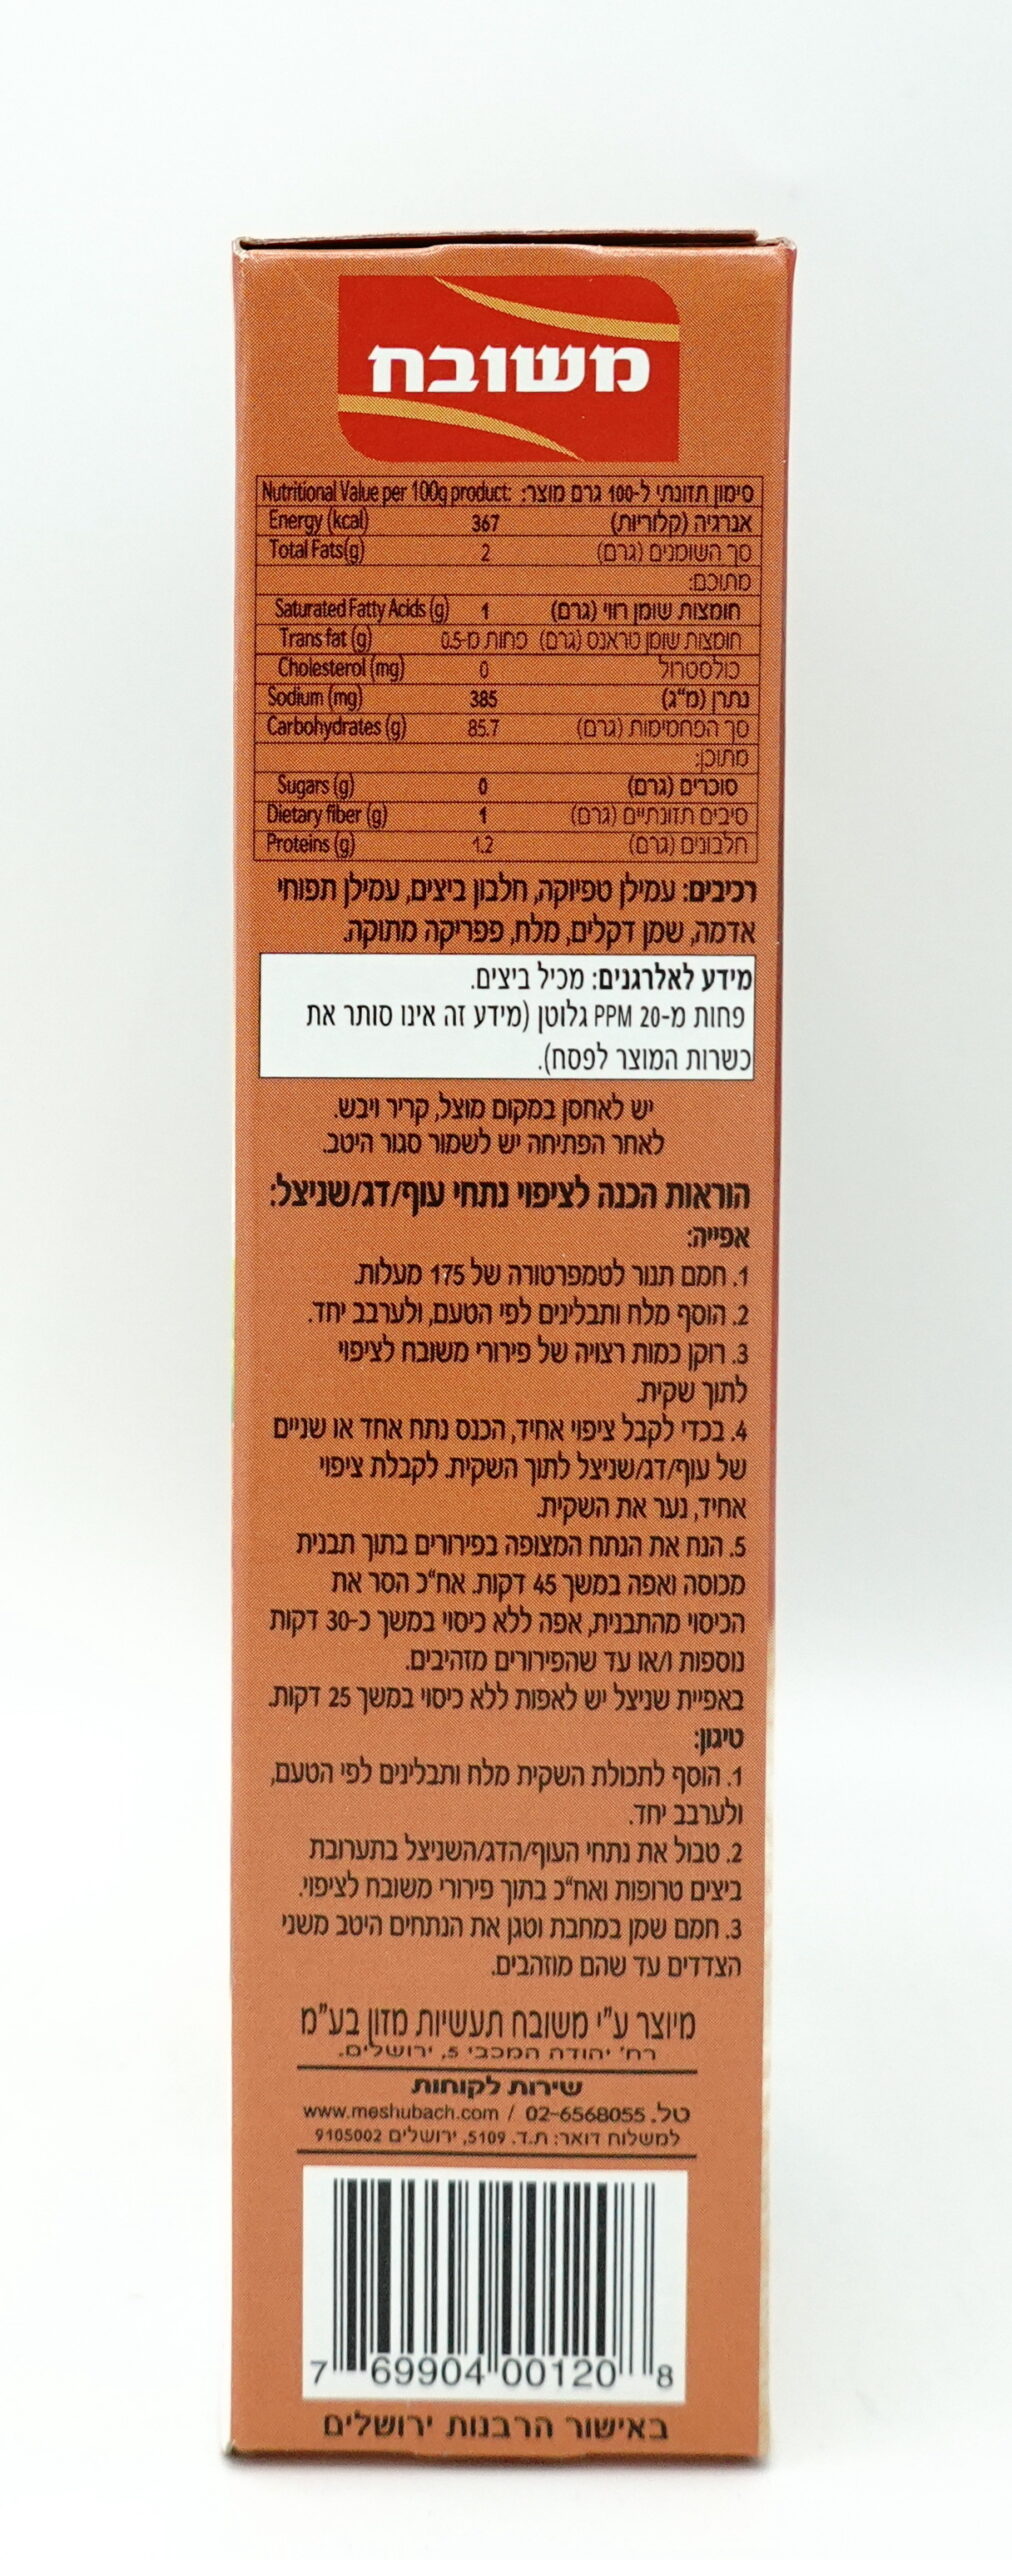 משובח
סימון תזונתי ל-100 גרם מוצר: Nutritional Value per 100g product:
אנרגיה (קלוריות) 367 Energy (kcal)
סך השומנים (גרם) 2 Total Fats(g)
מתוכם:
חומצות שומן רווי (גרם) 1 Saturated Fatty Acids (g)
חומצות שומן טראנס (גרם) פחות מ-0.5 Trans fat (g)
כולסטרול 0 Cholesterol (mg)
נתרן (מ"ג) 385 Sodium (mg)
סך הפחמימות (גרם) 85.7 Carbohydrates (g)
מתוכן:
סוכרים (גרם) 0 Sugars (g)
סיבים תזונתיים (גרם) 1 Dietary fiber (g)
חלבונים (גרם) 1.2 Proteins (g)
רכיבים: עמילן טפיוקה, חלבון ביצים, עמילן תפוחי
אדמה, שמן דקלים, מלח, פפריקה מתוקה.
מידע לאלרגנים: מכיל ביצים.
פחות מ-20 PPM גלוטן (מידע זה אינו סותר את
כשרות המוצר לפסח).
יש לאחסן במקום מוצל, קריר ויבש.
לאחר הפתיחה יש לשמור סגור היטב.
הוראות הכנה לציפוי נתחי עוף/דג/שניצל:
אפייה:
1. חמם תנור לטמפרטורה של 175 מעלות.
2. הוסף מלח ותבלינים לפי הטעם, ולערבב יחד.
3. רוקן כמות רצויה של פירורי משובח לציפוי
לתוך שקית.
4. בכדי לקבל ציפוי אחיד, הכנס נתח אחד או שניים
של עוף/דג/שניצל לתוך השקית. לקבלת ציפוי
אחיד, נער את השקית.
5. הנח את הנתח המצופה בפירורים בתוך תבנית
מכוסה ואפה במשך 45 דקות. אח"כ הסר את
הכיסוי מהתבנית, אפה ללא כיסוי במשך כ-30 דקות
נוספות ו/או עד שהפירורים מזהיבים.
באפיית שניצל יש לאפות ללא כיסוי במשך 25 דקות.
טיגון:
1. הוסף לתכולת השקית מלח ותבלינים לפי הטעם,
ולערבב יחד.
2. טבול את נתחי העוף/הדג/השניצל בתערובת
ביצים טרופות ואח"כ בתוך פירורי משובח לציפוי.
3. חמם שמן במחבת וטגן את הנתחים היטב משני
הצדדים עד שהם מוזהבים.
מיוצר ע"י משובח תעשיות מזון בע"מ
רח' יהודה המכבי 5, ירושלים.
שירות לקוחות
טל. 02-6568055 / www.meshubach.com
למשלוח דואר: ת.ד. 5109, ירושלים 9105002
7 69904 00120 8
באישור הרבנות ירושלים